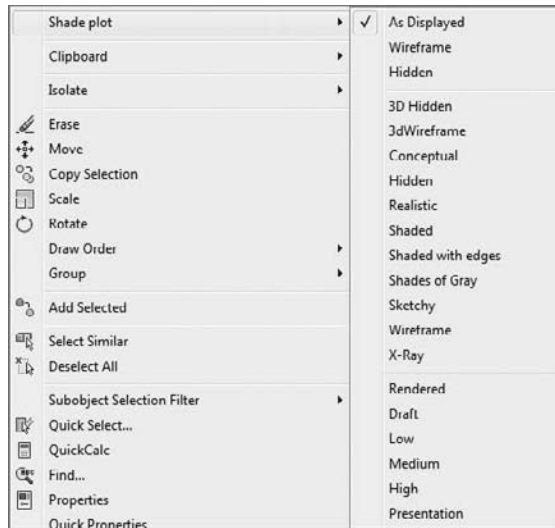 Shade plot
Clipboard
Isolate
Erase
Move
Copy Selection
Scale
Rotate
Draw Order
Group
Add Selected
Select Similar
Deselect All
Subobject Selection Filter
Quick Select...
QuickCalc
Find...
Properties
Quick Properties
As Displayed
Wireframe
Hidden
3D Hidden
3dWireframe
Conceptual
Hidden
Realistic
Shaded
Shaded with edges
Shades of Gray
Sketchy
Wireframe
X-Ray
Rendered
Draft
Low
Medium
High
Presentation